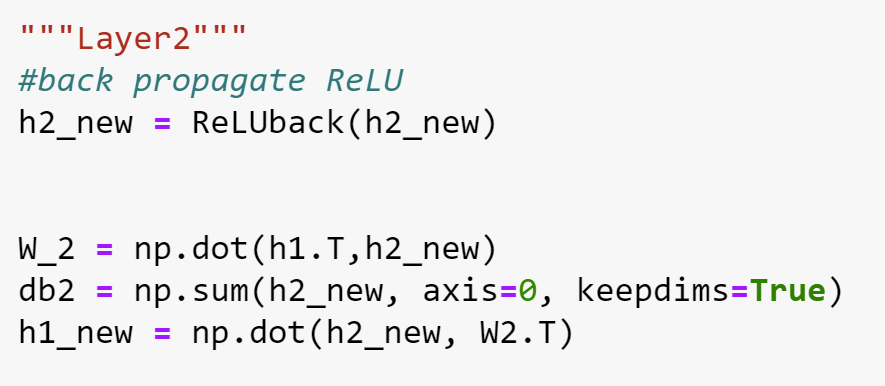 """Layer2"""
#back propagate ReLU
h2_new = ReLUback(h2_new)
W_2 = np.dot(h1.T,h2_new)
db2 = np.sum(h2_new, axis=0, keepdims=True)
h1_new = np.dot(h2_new, W2.T)